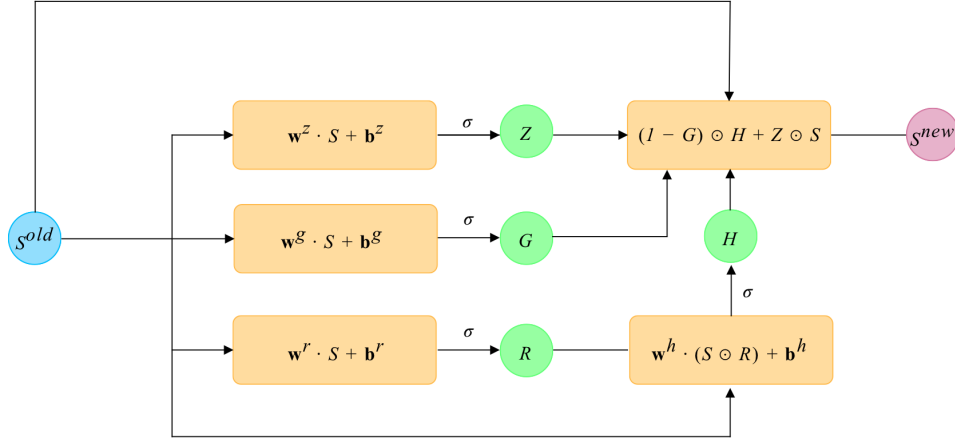 w^z · S + b^z
σ
Z
(1 − G) ⊙ H + Z ⊙ S
S^new
S^old
w^g · S + b^g
σ
G
H
σ
w^r · S + b^r
σ
R
w^h · (S ⊙ R) + b^h